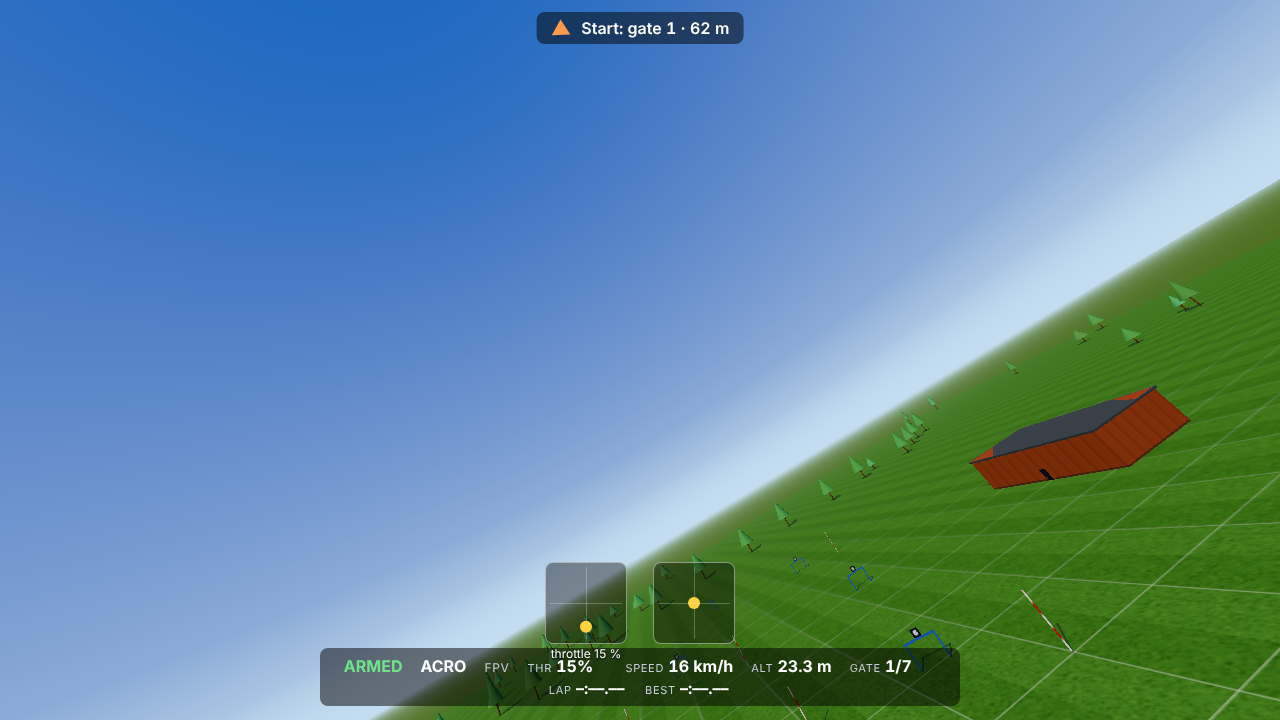 Start: gate 1 · 62 m
throttle 15 %
ARMED ACRO FPV THR 15% SPEED 16 km/h ALT 23.3 m GATE 1/7
LAP –:––.–– BEST –:––.––